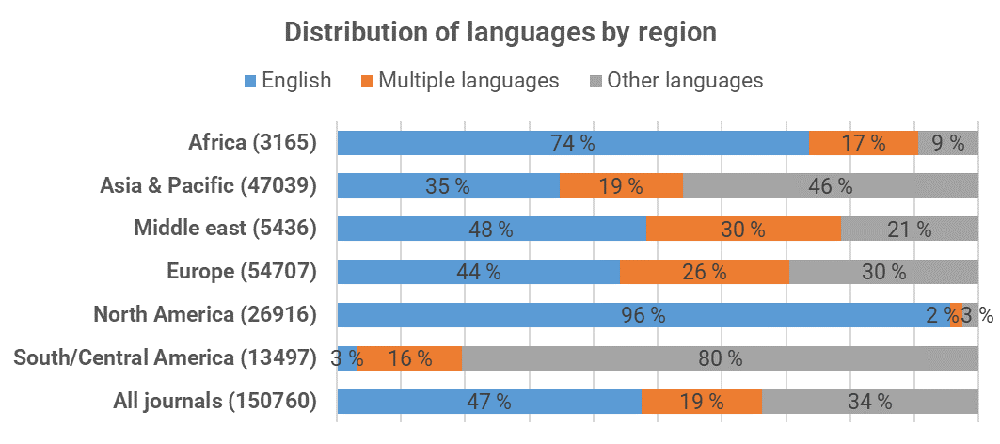 Distribution of languages by region
English Multiple languages Other languages
Africa (3165) 74 % 17 % 9 %
Asia & Pacific (47039) 35 % 19 % 46 %
Middle east (5436) 48 % 30 % 21 %
Europe (54707) 44 % 26 % 30 %
North America (26916) 96 % 2 % 3 %
South/Central America (13497) 3 % 16 % 80 %
All journals (150760) 47 % 19 % 34 %